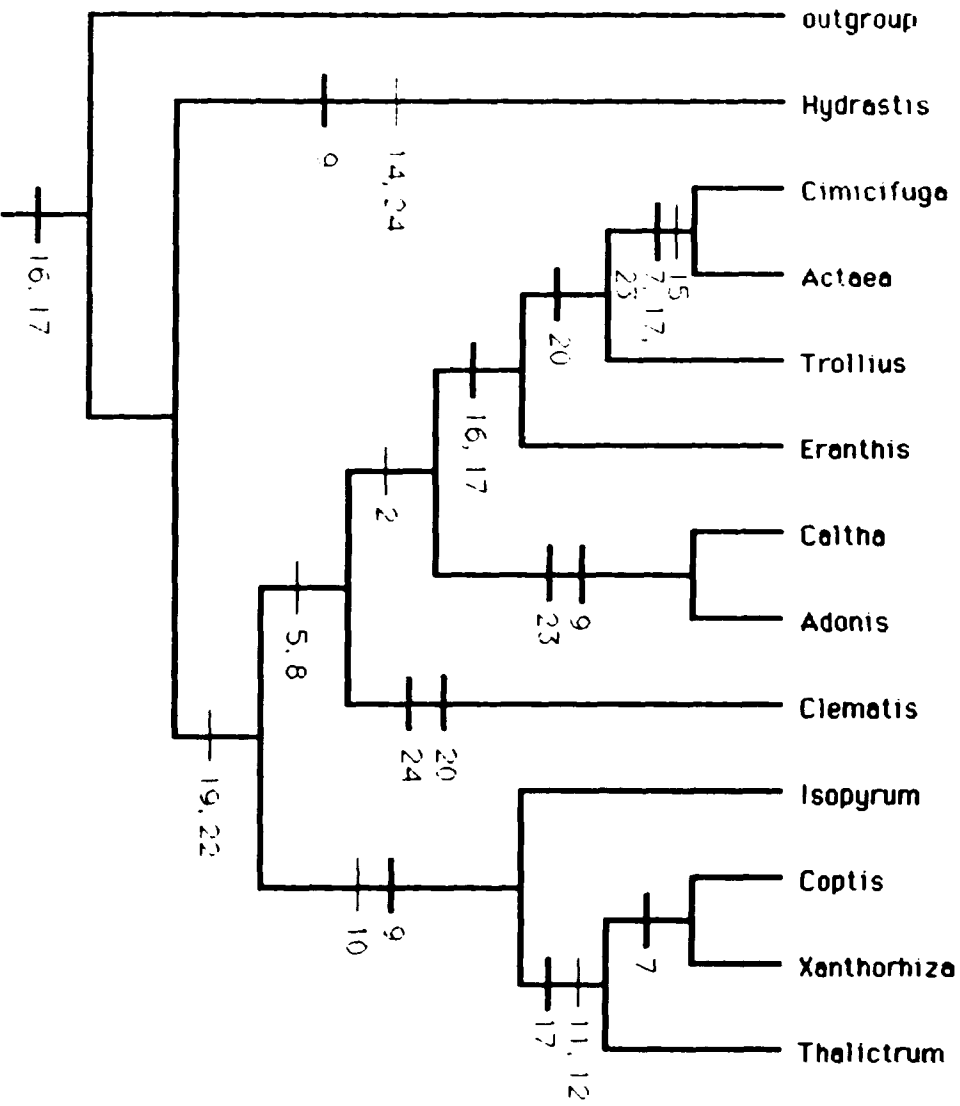 outgroup
Hydrastis
9
14, 24
Cimicifuga
16, 17
15
7, 17,
23
Actaea
20
Trollius
16, 17
Eranthis
2
Caltha
23
9
Adonis
5, 8
Clematis
24
20
19, 22
Isopyrum
Coptis
10
9
7
Xanthorhiza
17
11, 12
Thalictrum